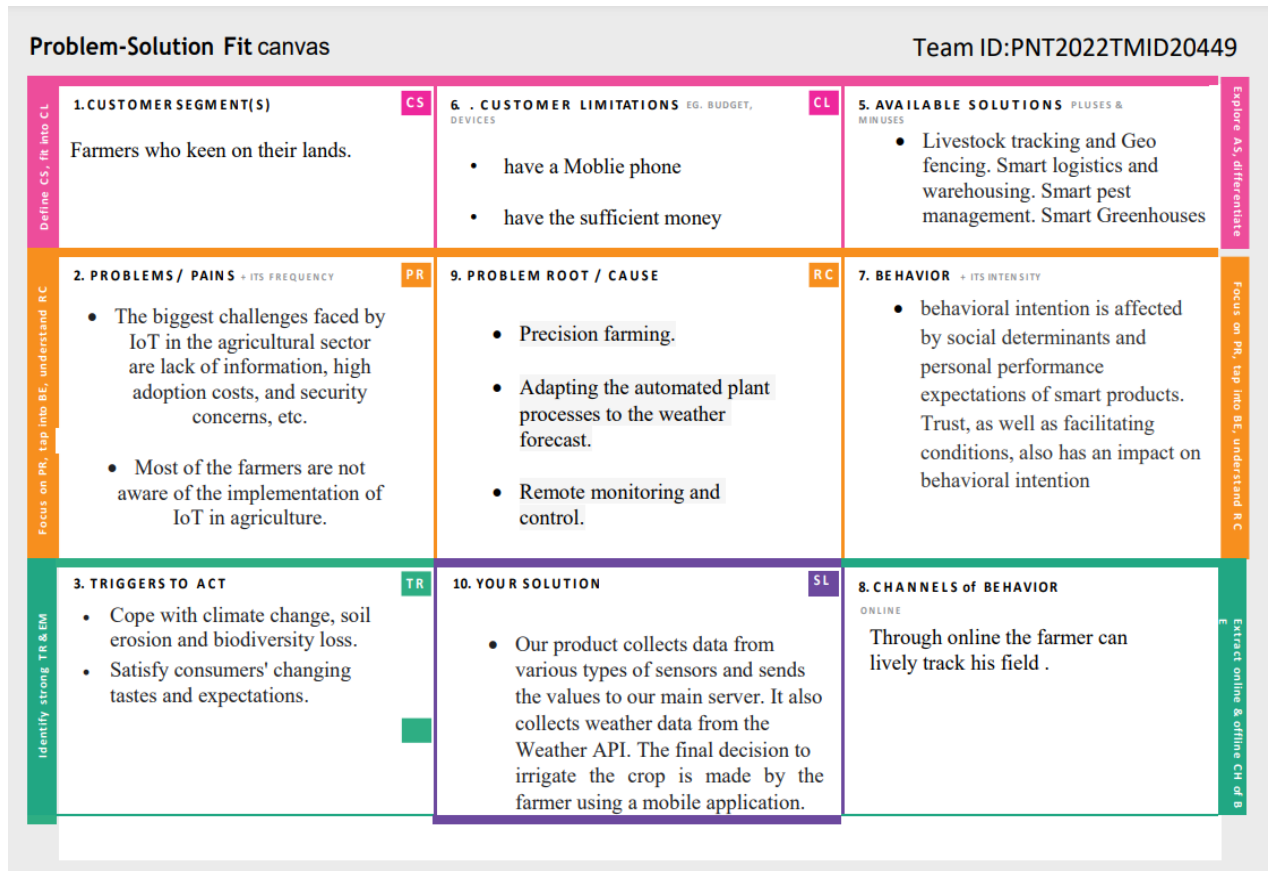 Problem-Solution Fit canvas
Team ID:PNT2022TMID20449
Define CS, fit into CL
1.CUSTOMER SEGMENT(S)
CS
Farmers who keen on their lands.
6. . CUSTOMER LIMITATIONS EG. BUDGET,
DEVICES
CL
• have a Moblie phone
• have the sufficient money
5. AVAILABLE SOLUTIONS PLUSES &
MINUSES
• Livestock tracking and Geo
fencing. Smart logistics and
warehousing. Smart pest
management. Smart Greenhouses
Explore AS, differentiate
Focus on PR, tap into BE, understand RC
2. PROBLEMS / PAINS + ITS FREQUENCY
PR
• The biggest challenges faced by
IoT in the agricultural sector
are lack of information, high
adoption costs, and security
concerns, etc.
• Most of the farmers are not
aware of the implementation of
IoT in agriculture.
9. PROBLEM ROOT / CAUSE
RC
• Precision farming.
• Adapting the automated plant
processes to the weather
forecast.
• Remote monitoring and
control.
7. BEHAVIOR + ITS INTENSITY
• behavioral intention is affected
by social determinants and
personal performance
expectations of smart products.
Trust, as well as facilitating
conditions, also has an impact on
behavioral intention
Focus on PR, tap into BE, understand RC
Identify strong TR & EM
3. TRIGGERS TO ACT
TR
• Cope with climate change, soil
erosion and biodiversity loss.
• Satisfy consumers' changing
tastes and expectations.
10. YOUR SOLUTION
SL
• Our product collects data from
various types of sensors and sends
the values to our main server. It also
collects weather data from the
Weather API. The final decision to
irrigate the crop is made by the
farmer using a mobile application.
8. CHANNELS of BEHAVIOR
ONLINE
Through online the farmer can
lively track his field .
Extract online & offline CH of B
E